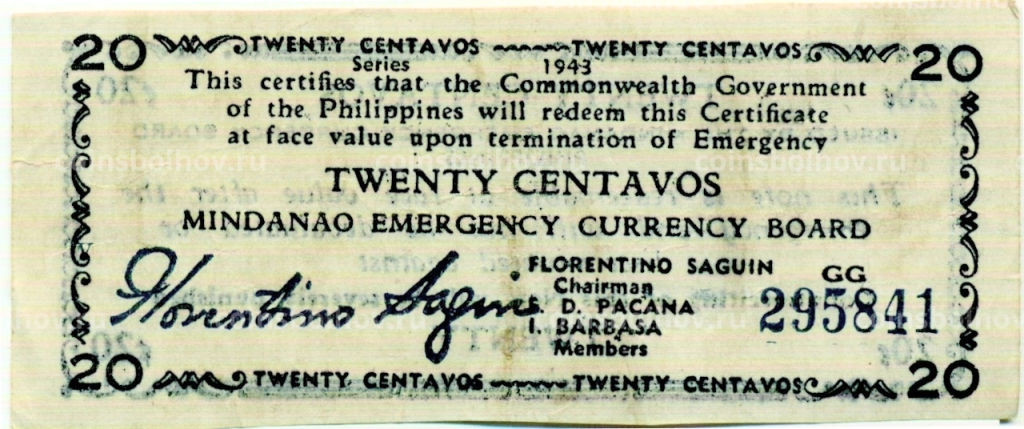 20 TWENTY CENTAVOS TWENTY CENTAVOS 20
Series 1943
This certifies that the Commonwealth Government
of the Philippines will redeem this Certificate
at face value upon termination of Emergency
TWENTY CENTAVOS
MINDANAO EMERGENCY CURRENCY BOARD
Florentino Saguin
FLORENTINO SAGUIN
Chairman
D. PACANA
I. BARBASA
Members
GG
295841
20 TWENTY CENTAVOS TWENTY CENTAVOS 20
coinsbolhov.ru